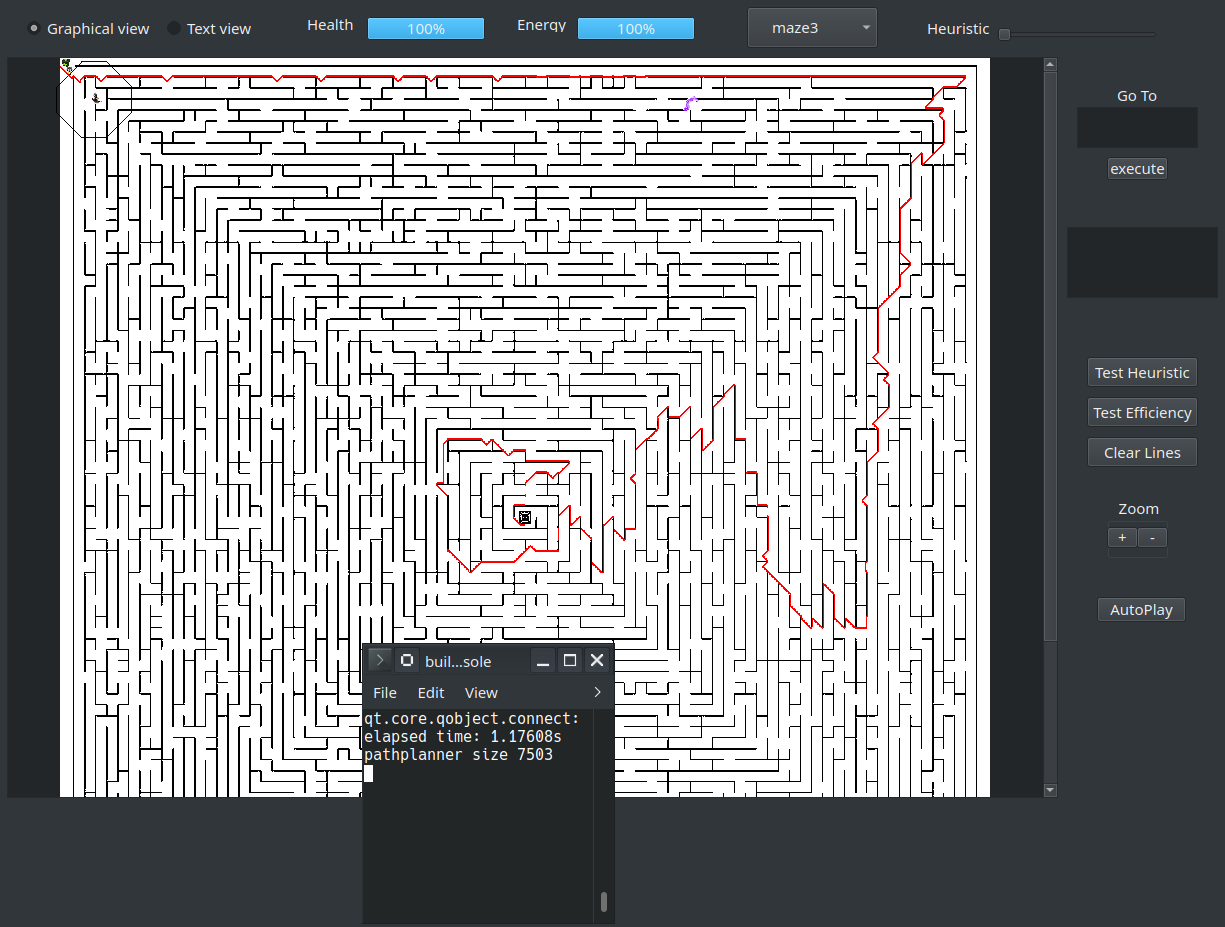 Graphical view
Text view
Health
100%
Energy
100%
maze3
Heuristic
Go To
execute
Test Heuristic
Test Efficiency
Clear Lines
Zoom
+
-
AutoPlay
buil...sole
File Edit View
qt.core.qobject.connect:
elapsed time: 1.17608s
pathplanner size 7503